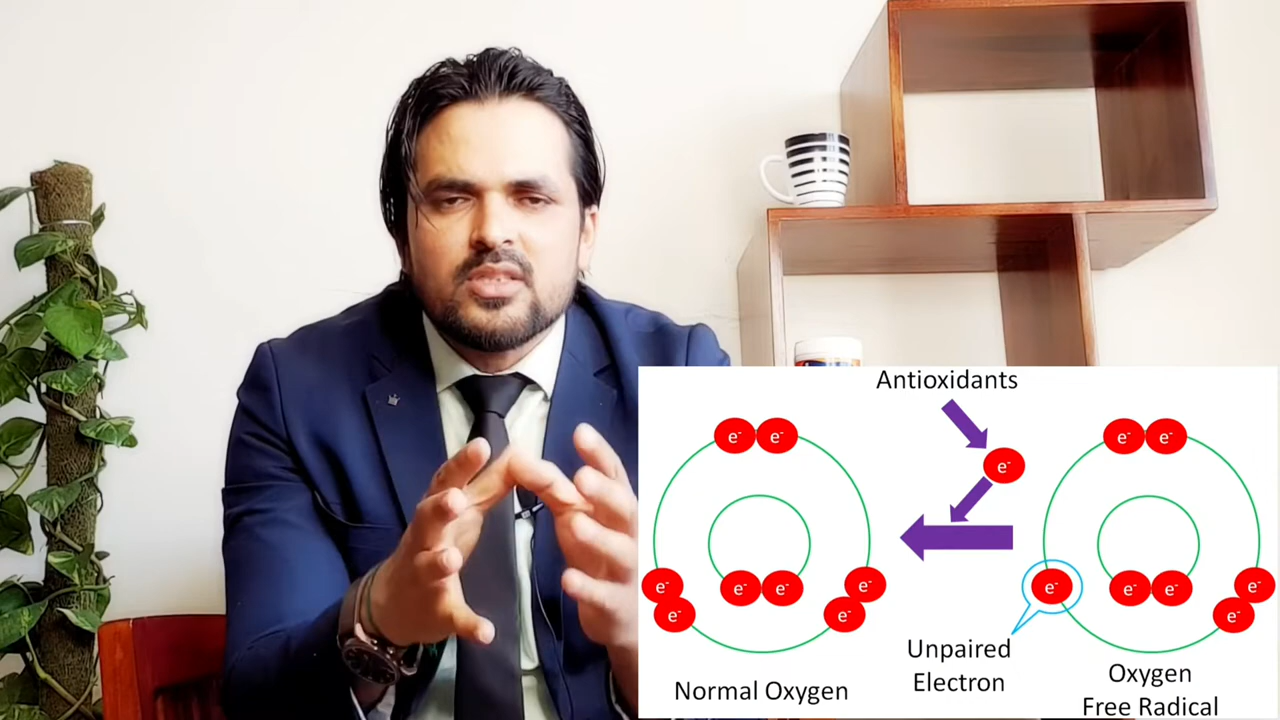 Antioxidants
e⁻ e⁻ e⁻ e⁻
e⁻
e⁻ e⁻ e⁻ e⁻ e⁻ e⁻ e⁻ e⁻
e⁻ e⁻ e⁻
Unpaired
Electron
Normal Oxygen
Oxygen
Free Radical